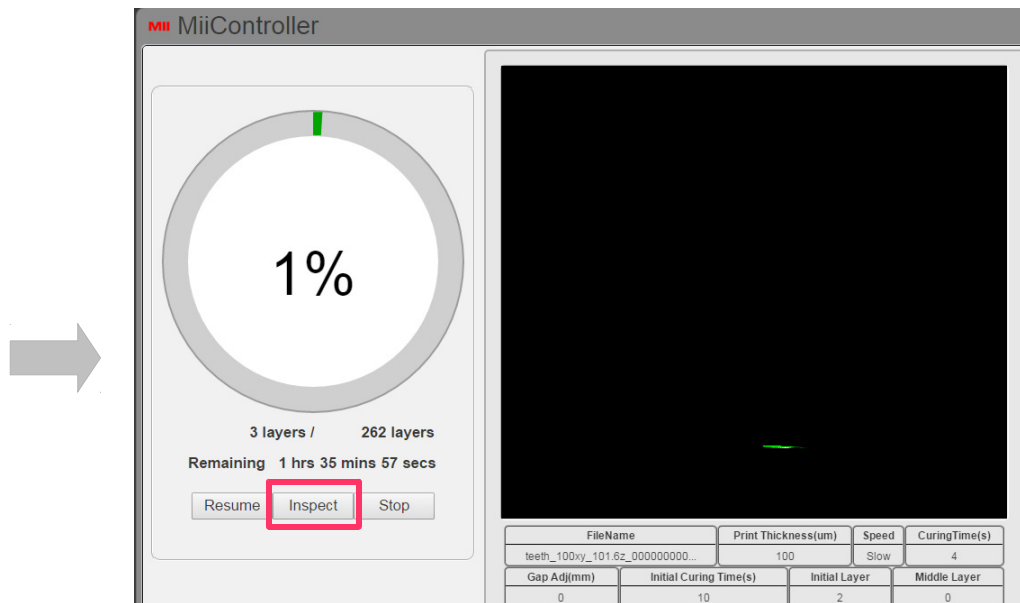 MII MiiController
1%
3 layers / 262 layers
Remaining 1 hrs 35 mins 57 secs
Resume Inspect Stop
FileName Print Thickness(um) Speed CuringTime(s)
teeth_100xy_101.6z_000000000... 100 Slow 4
Gap Adj(mm) Initial Curing Time(s) Initial Layer Middle Layer
0 10 2 0